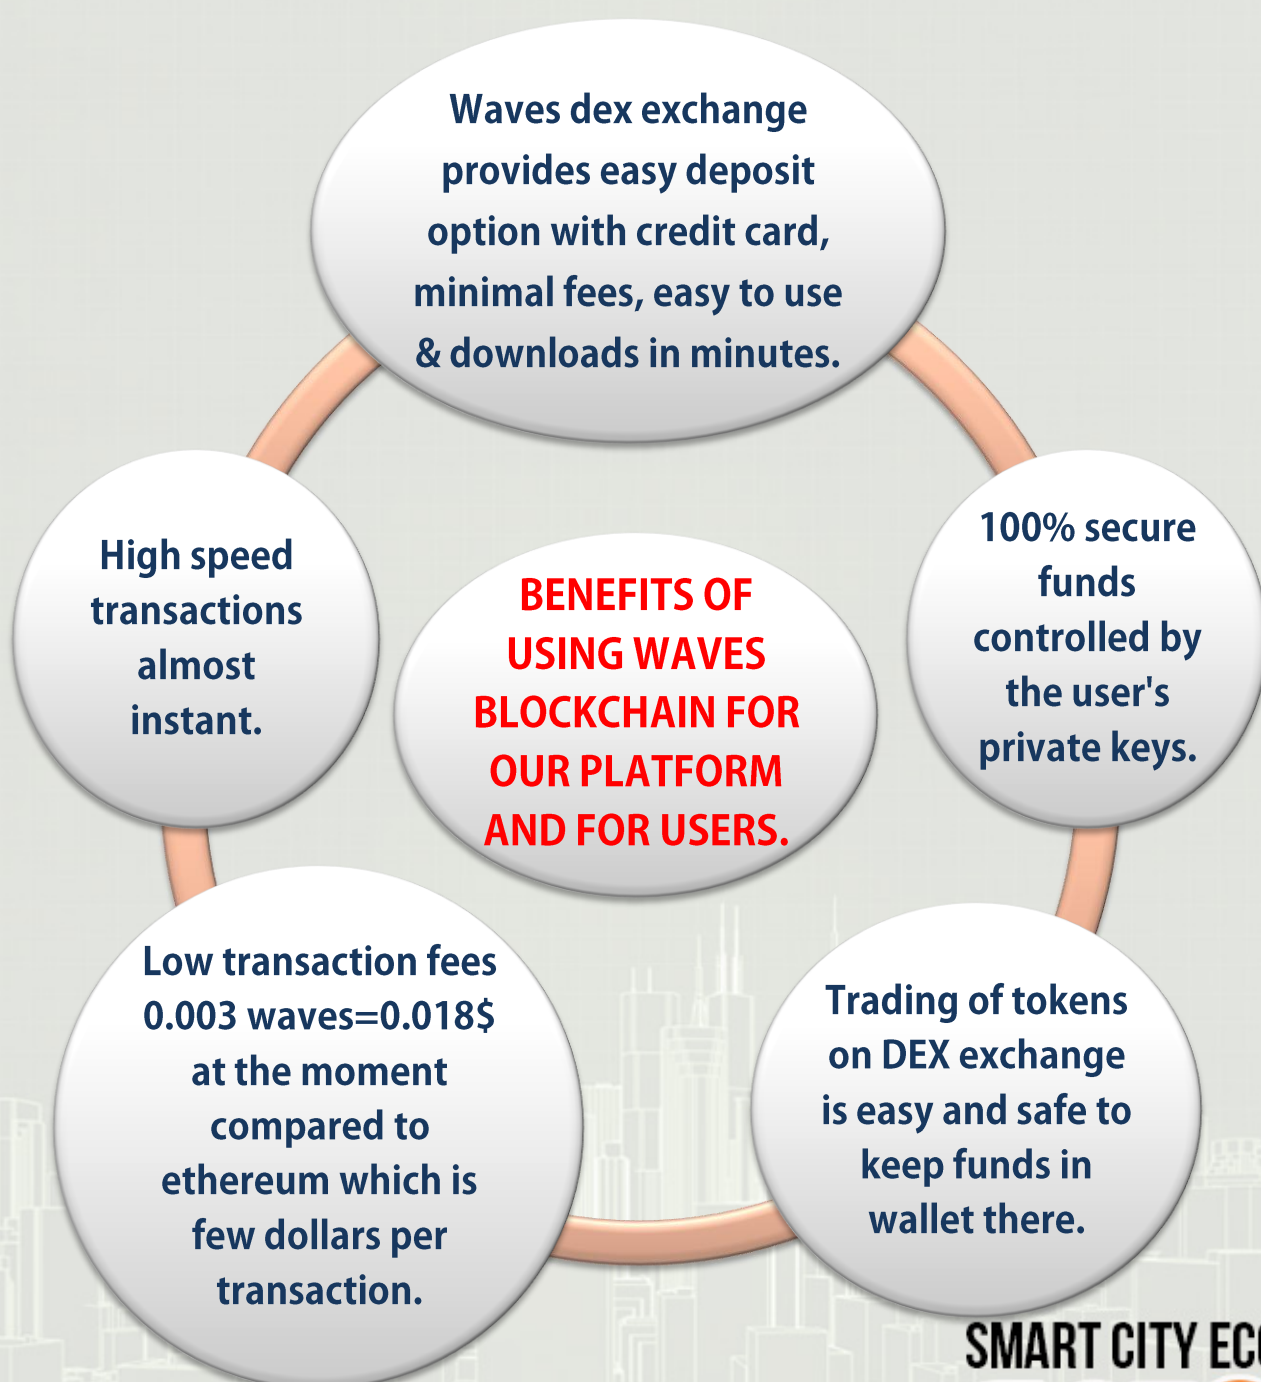 Waves dex exchange
provides easy deposit
option with credit card,
minimal fees, easy to use
& downloads in minutes.
100% secure
funds
controlled by
the user's
private keys.
Trading of tokens
on DEX exchange
is easy and safe to
keep funds in
wallet there.
Low transaction fees
0.003 waves=0.018$
at the moment
compared to
ethereum which is
few dollars per
transaction.
High speed
transactions
almost
instant.
BENEFITS OF
USING WAVES
BLOCKCHAIN FOR
OUR PLATFORM
AND FOR USERS.
SMART CITY